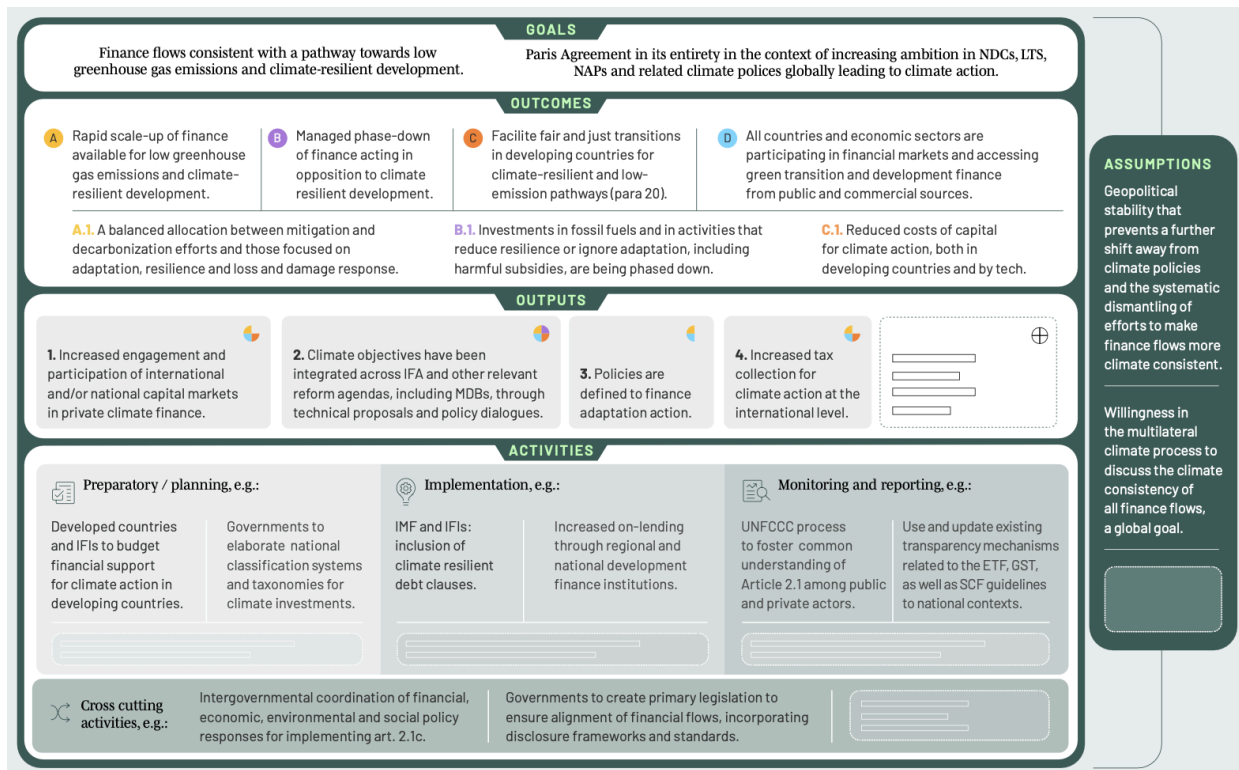 GOALS
Finance flows consistent with a pathway towards low
greenhouse gas emissions and climate-resilient development.
Paris Agreement in its entirety in the context of increasing ambition in NDCs, LTS,
NAPs and related climate polices globally leading to climate action.
OUTCOMES
A
Rapid scale-up of finance
available for low greenhouse
gas emissions and climate-
resilient development.
B
Managed phase-down
of finance acting in
opposition to climate
resilient development.
C
Facilite fair and just transitions
in developing countries for
climate-resilient and low-
emission pathways (para 20).
D
All countries and economic sectors are
participating in financial markets and accessing
green transition and development finance
from public and commercial sources.
A.1. A balanced allocation between mitigation and
decarbonization efforts and those focused on
adaptation, resilience and loss and damage response.
B.1. Investments in fossil fuels and in activities that
reduce resilience or ignore adaptation, including
harmful subsidies, are being phased down.
C.1. Reduced costs of capital
for climate action, both in
developing countries and by tech.
OUTPUTS
1. Increased engagement and
participation of international
and/or national capital markets
in private climate finance.
2. Climate objectives have been
integrated across IFA and other relevant
reform agendas, including MDBs, through
technical proposals and policy dialogues.
3. Policies are
defined to finance
adaptation action.
4. Increased tax
collection for
climate action at the
international level.
ACTIVITIES
Preparatory / planning, e.g.:
Developed countries
and IFIs to budget
financial support
for climate action in
developing countries.
Governments to
elaborate national
classification systems
and taxonomies for
climate investments.
Implementation, e.g.:
IMF and IFIs:
inclusion of
climate resilient
debt clauses.
Increased on-lending
through regional and
national development
finance institutions.
Monitoring and reporting, e.g.:
UNFCCC process
to foster common
understanding of
Article 2.1 among public
and private actors.
Use and update existing
transparency mechanisms
related to the ETF, GST,
as well as SCF guidelines
to national contexts.
Cross cutting
activities, e.g.:
Intergovernmental coordination of financial,
economic, environmental and social policy
responses for implementing art. 2.1c.
Governments to create primary legislation to
ensure alignment of financial flows, incorporating
disclosure frameworks and standards.
ASSUMPTIONS
Geopolitical
stability that
prevents a further
shift away from
climate policies
and the systematic
dismantling of
efforts to make
finance flows more
climate consistent.
Willingness in
the multilateral
climate process to
discuss the climate
consistency of
all finance flows,
a global goal.